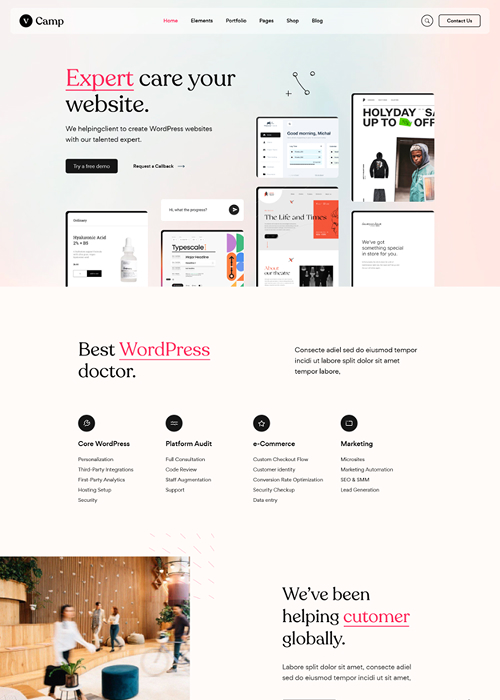 v Camp
Home Elements Portfolio Pages Shop Blog
Contact Us
Expert care your
website.
We helpingclient to create WordPress websites
with our talented expert.
Try a free demo
Request a Callback
Good morning, Michal
HOLYDAY SA
UP TO OFF
Hi, what the progress?
Hyaluronic Acid
2% + B5
Typescale
The Life and Times
About
our theatre
We've got
something special
in store for you.
Best WordPress
doctor.
Consecte adiel sed do eiusmod tempor
incidi ut labore split dolor sit amet
tempor labore,
Core WordPress
Personalization
Third-Party Integrations
First-Party Analytics
Hosting Setup
Security
Platform Audit
Full Consultation
Code Review
Staff Augmentation
Support
e-Commerce
Custom Checkout Flow
Customer identity
Conversion Rate Optimization
Security Checkup
Data entry
Marketing
Microsites
Marketing Automation
SEO & SMM
Lead Generation
We've been
helping cutomer
globally.
Labore split dolor sit amet, consecte adiel
sed do eiusmod tempor incidi ut sit amet,